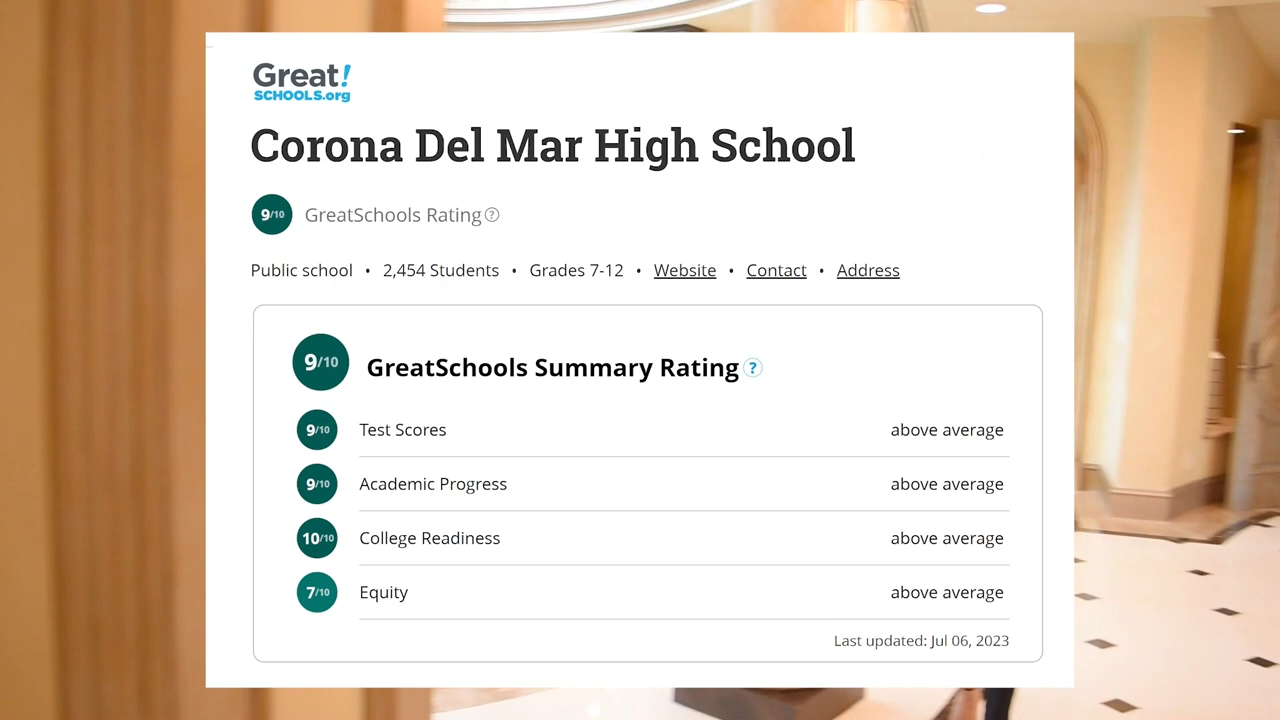 Great!
SCHOOLS.org
Corona Del Mar High School
9/10 GreatSchools Rating ?
Public school • 2,454 Students • Grades 7-12 • Website • Contact • Address
9/10 GreatSchools Summary Rating ?
9/10 Test Scores above average
9/10 Academic Progress above average
10/10 College Readiness above average
7/10 Equity above average
Last updated: Jul 06, 2023